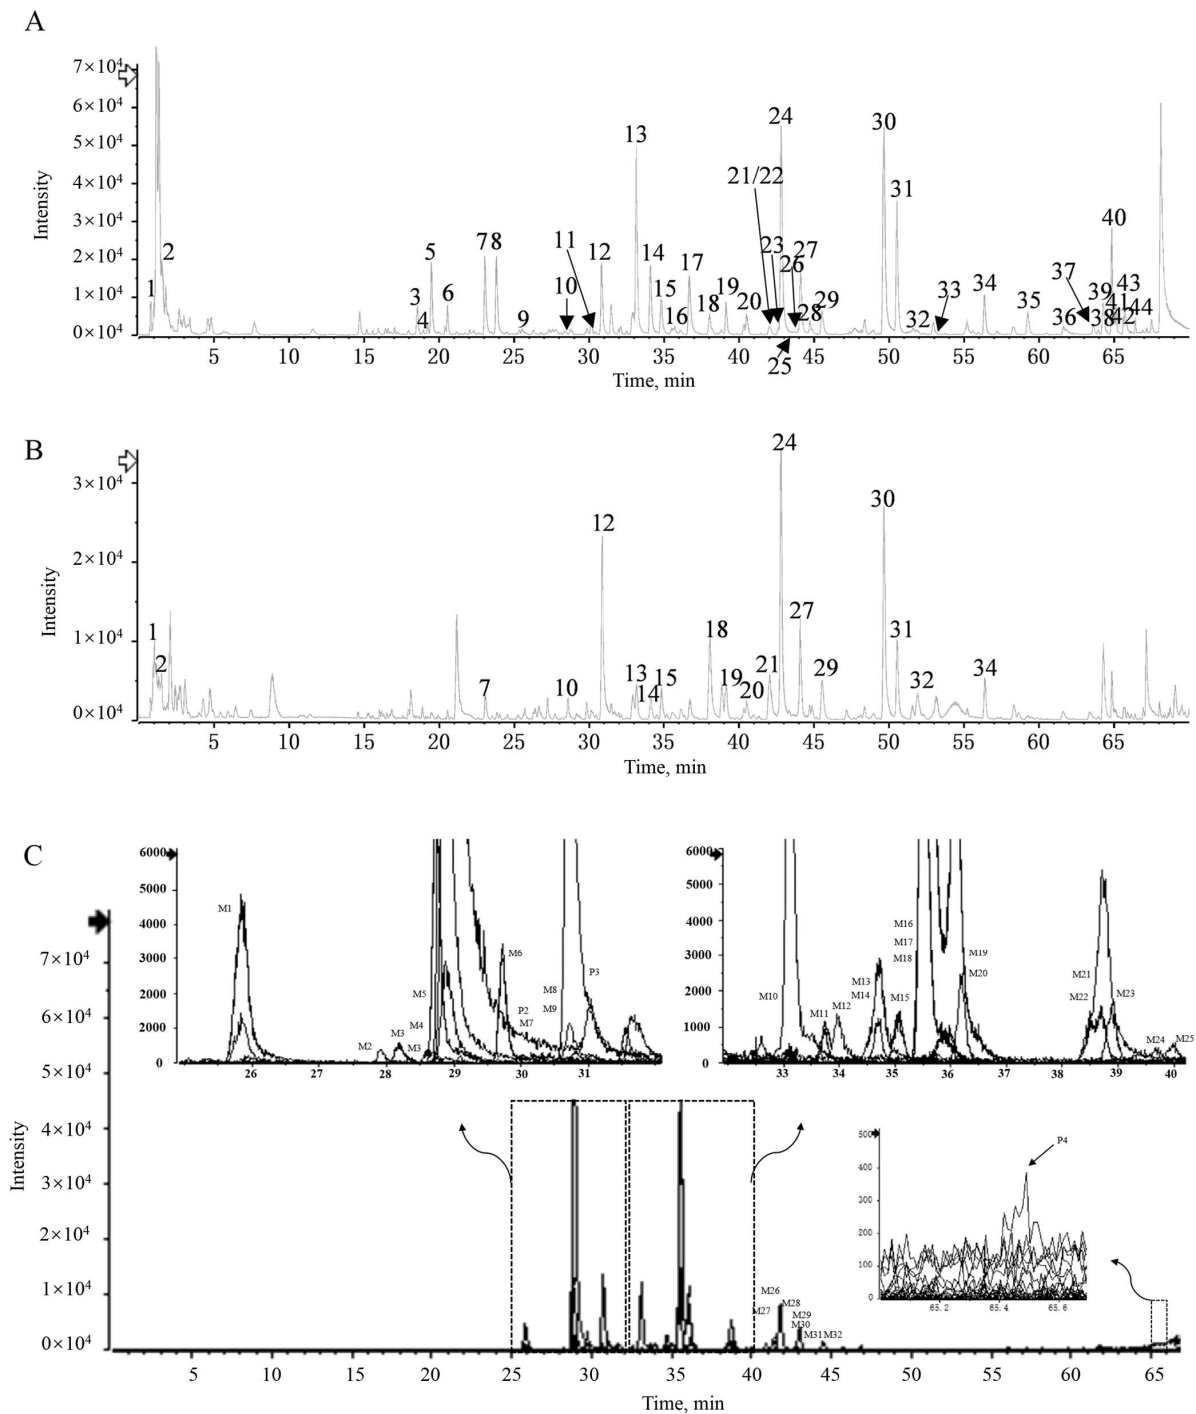 A
7×10⁴
6×10⁴
5×10⁴
4×10⁴
3×10⁴
2×10⁴
1×10⁴
0×10⁴
Intensity
1 2 3 4 5 6 7 8 9 10 11 12 13 14 15 16 17 18 19 20 21/22 23 24 25 26 27 28 29 30 31 32 33 34 35 36 37 38 39 40 41 42 43 44
5 10 15 20 25 30 35 40 45 50 55 60 65
Time, min
B
3×10⁴
2×10⁴
1×10⁴
0×10⁴
Intensity
1 2 7 10 12 13 14 15 18 19 20 21 24 27 29 30 31 32 34
5 10 15 20 25 30 35 40 45 50 55 60 65
Time, min
C
6000
5000
4000
3000
2000
1000
0
M1 M2 M3 M3 M4 M5 M6 P2 M7 M8 M9 P3
26 27 28 29 30 31
6000
5000
4000
3000
2000
1000
0
M10 M11 M12 M13 M14 M15 M16 M17 M18 M19 M20 M21 M22 M23 M24 M25
33 34 35 36 37 38 39 40
7×10⁴
6×10⁴
5×10⁴
4×10⁴
3×10⁴
2×10⁴
1×10⁴
0×10⁴
Intensity
M26
M27 M28
M29
M30
M31 M32
500
400
300
200
100
0
P4
65.2 65.4 65.6
5 10 15 20 25 30 35 40 45 50 55 60 65
Time, min